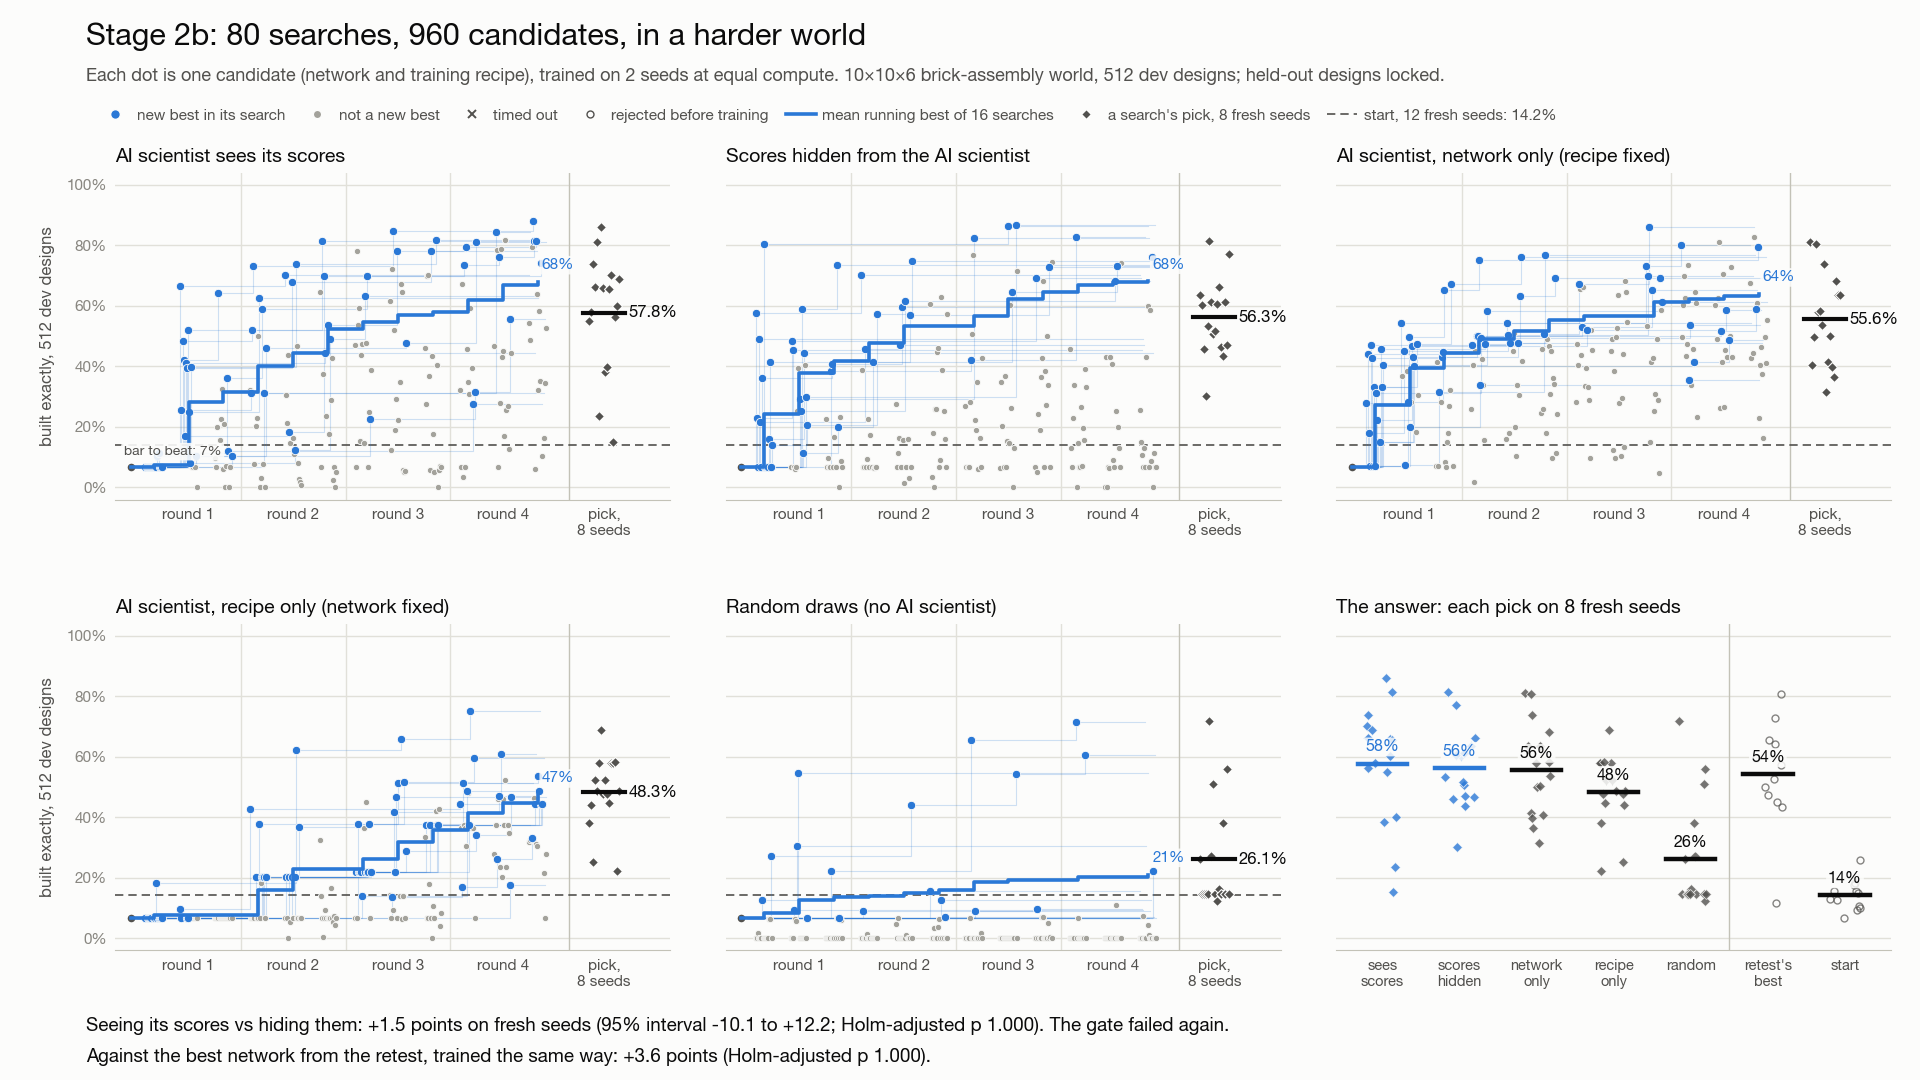 Stage 2b: 80 searches, 960 candidates, in a harder world
Each dot is one candidate (network and training recipe), trained on 2 seeds at equal compute. 10×10×6 brick-assembly world, 512 dev designs; held-out designs locked.
new best in its search not a new best timed out rejected before training mean running best of 16 searches a search's pick, 8 fresh seeds start, 12 fresh seeds: 14.2%
AI scientist sees its scores
100%
80%
60%
40%
20%
0%
built exactly, 512 dev designs
bar to beat: 7%
68%
57.8%
round 1 round 2 round 3 round 4 pick,
8 seeds
Scores hidden from the AI scientist
68%
56.3%
round 1 round 2 round 3 round 4 pick,
8 seeds
AI scientist, network only (recipe fixed)
64%
55.6%
round 1 round 2 round 3 round 4 pick,
8 seeds
AI scientist, recipe only (network fixed)
100%
80%
60%
40%
20%
0%
built exactly, 512 dev designs
47%
48.3%
round 1 round 2 round 3 round 4 pick,
8 seeds
Random draws (no AI scientist)
21%
26.1%
round 1 round 2 round 3 round 4 pick,
8 seeds
The answer: each pick on 8 fresh seeds
58% 56% 56% 48% 26% 54% 14%
sees scores network recipe random retest's start
scores hidden only only best
Seeing its scores vs hiding them: +1.5 points on fresh seeds (95% interval -10.1 to +12.2; Holm-adjusted p 1.000). The gate failed again.
Against the best network from the retest, trained the same way: +3.6 points (Holm-adjusted p 1.000).